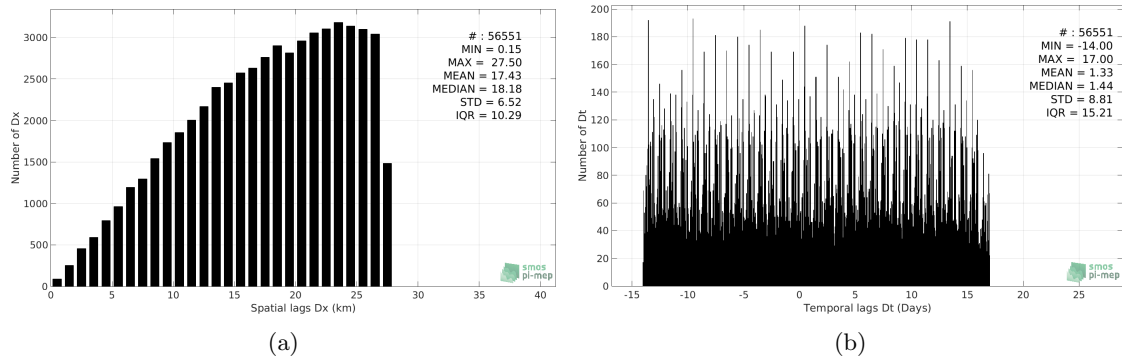 3000
2500
2000
1500
1000
500
0
Number of Dx
# : 56551
MIN = 0.15
MAX = 27.50
MEAN = 17.43
MEDIAN = 18.18
STD = 6.52
IQR = 10.29
smos
pi-mep
0 5 10 15 20 25 30 35 40
Spatial lags Dx (km)
(a)
200
180
160
140
120
100
80
60
40
20
0
Number of Dt
# : 56551
MIN = -14.00
MAX = 17.00
MEAN = 1.33
MEDIAN = 1.44
STD = 8.81
IQR = 15.21
smos
pi-mep
-15 -10 -5 0 5 10 15 20 25
Temporal lags Dt (Days)
(b)